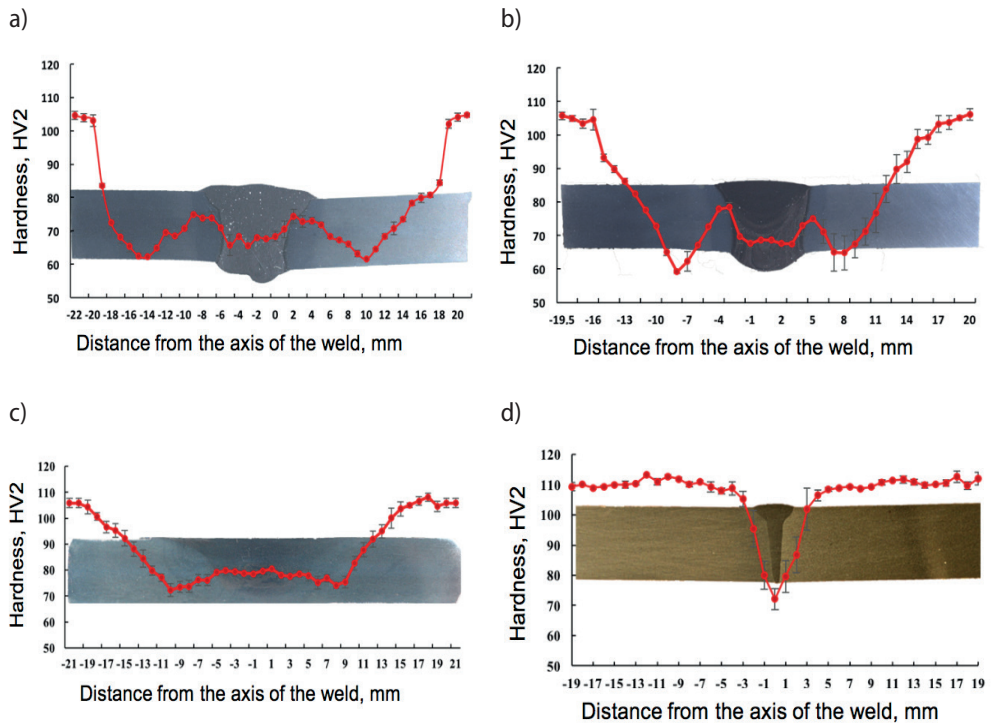 a)
120
110
100
90
80
70
60
50
Hardness, HV2
-22 -20 -18 -16 -14 -12 -10 -8 -6 -4 -2 0 2 4 6 8 10 12 14 16 18 20
Distance from the axis of the weld, mm
b)
120
110
100
90
80
70
60
50
Hardness, HV2
-19.5 -16 -13 -10 -7 -4 -1 2 5 8 11 14 17 20
Distance from the axis of the weld, mm
c)
120
110
100
90
80
70
60
50
Hardness, HV2
-21 -19 -17 -15 -13 -11 -9 -7 -5 -3 -1 1 3 5 7 9 11 13 15 17 19 21
Distance from the axis of the weld, mm
d)
120
110
100
90
80
70
60
50
Hardness, HV2
-19 -17 -15 -13 -11 -9 -7 -5 -3 -1 1 3 5 7 9 11 13 15 17 19
Distance from the axis of the weld, mm